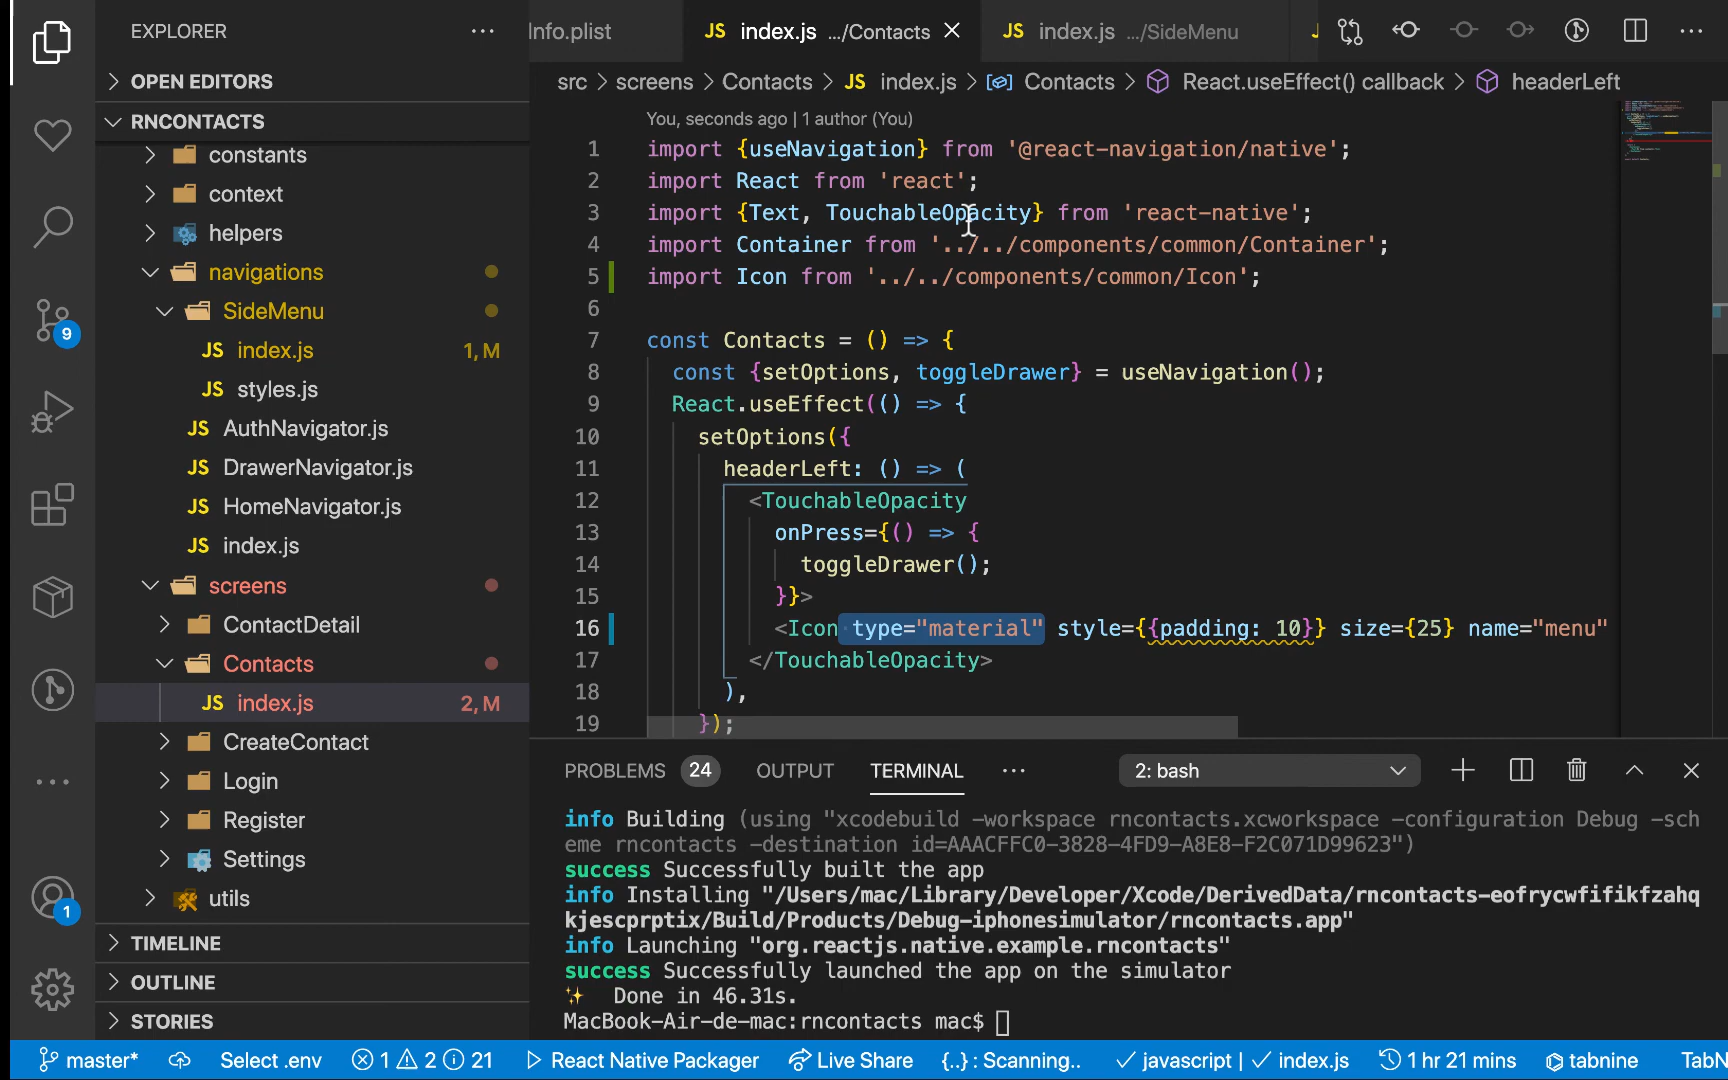 EXPLORER
OPEN EDITORS
RNCONTACTS
constants
context
helpers
navigations
SideMenu
JS index.js 1, M
JS styles.js
JS AuthNavigator.js
JS DrawerNavigator.js
JS HomeNavigator.js
JS index.js
screens
ContactDetail
Contacts
JS index.js 2, M
CreateContact
Login
Register
Settings
utils
TIMELINE
OUTLINE
STORIES
9
1
Info.plist
JS index.js .../Contacts
JS index.js .../SideMenu
src > screens > Contacts > JS index.js > Contacts > React.useEffect() callback > headerLeft
You, seconds ago | 1 author (You)
1 import {useNavigation} from '@react-navigation/native';
2 import React from 'react';
3 import {Text, TouchableOpacity} from 'react-native';
4 import Container from '../../components/common/Container';
5 import Icon from '../../components/common/Icon';
6
7 const Contacts = () => {
8 const {setOptions, toggleDrawer} = useNavigation();
9 React.useEffect(() => {
10 setOptions({
11 headerLeft: () => (
12 <TouchableOpacity
13 onPress={() => {
14 toggleDrawer();
15 }}>
16 <Icon type="material" style={{padding: 10}} size={25} name="menu"
17 </TouchableOpacity>
18 ),
19 });
PROBLEMS 24 OUTPUT TERMINAL 2: bash
info Building (using "xcodebuild -workspace rncontacts.xcworkspace -configuration Debug -sch
eme rncontacts -destination id=AAACFFC0-3828-4FD9-A8E8-F2C071D99623")
success Successfully built the app
info Installing "/Users/mac/Library/Developer/Xcode/DerivedData/rncontacts-eofrycwfifikfzahq
kjescprptix/Build/Products/Debug-iphonesimulator/rncontacts.app"
info Launching "org.reactjs.native.example.rncontacts"
success Successfully launched the app on the simulator
✨ Done in 46.31s.
MacBook-Air-de-mac:rncontacts mac$
master* Select .env 1 2 21 React Native Packager Live Share {..} : Scanning.. ✓ javascript | ✓ index.js 1 hr 21 mins tabnine TabN